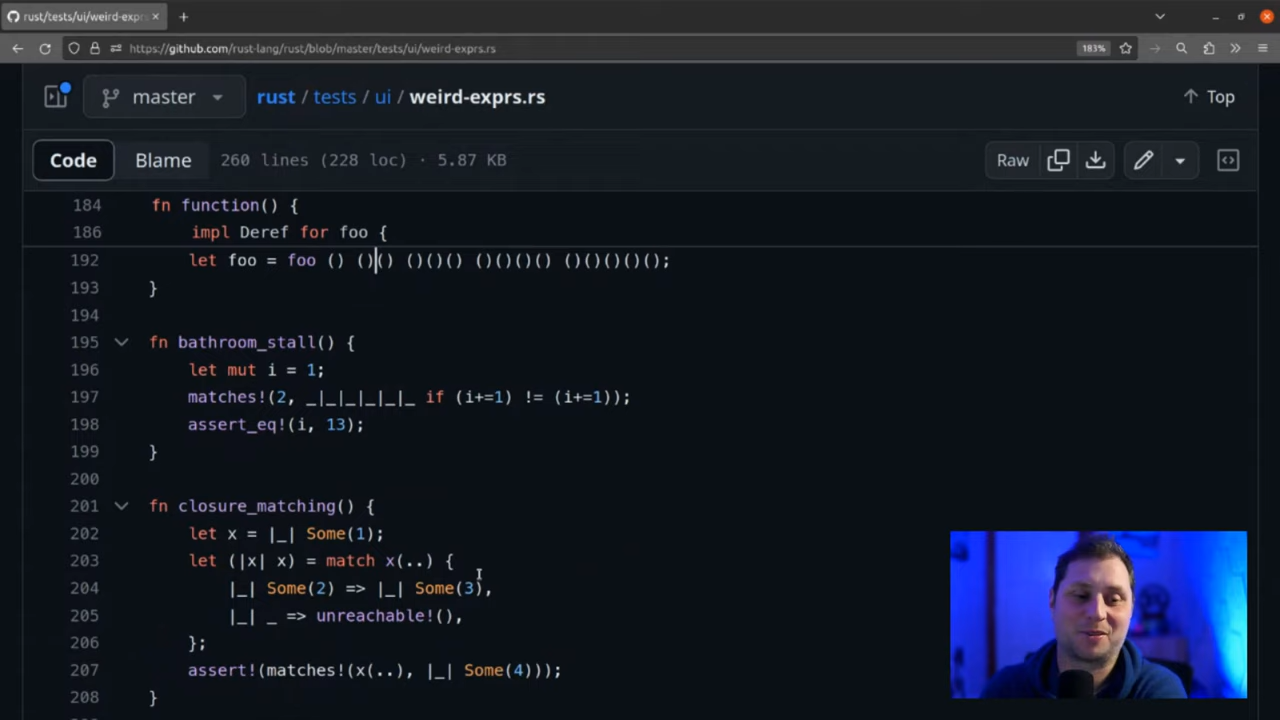 rust/tests/ui/weird-exprs
https://github.com/rust-lang/rust/blob/master/tests/ui/weird-exprs.rs
183%
master
rust / tests / ui / weird-exprs.rs
Top
Code
Blame
260 lines (228 loc) · 5.87 KB
Raw
184 fn function() {
186 impl Deref for foo {
192 let foo = foo () ()() ()()() ()()()() ()()()()();
193 }
194
195 fn bathroom_stall() {
196 let mut i = 1;
197 matches!(2, _|_|_|_|_|_ if (i+=1) != (i+=1));
198 assert_eq!(i, 13);
199 }
200
201 fn closure_matching() {
202 let x = |_| Some(1);
203 let (|x| x) = match x(..) {
204 |_| Some(2) => |_| Some(3),
205 |_| _ => unreachable!(),
206 };
207 assert!(matches!(x(..), |_| Some(4)));
208 }